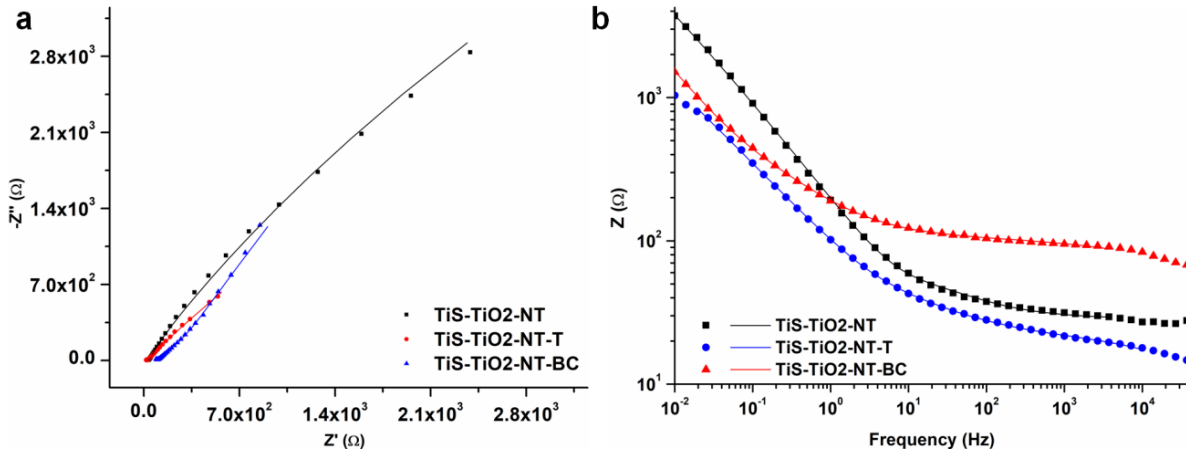 a
-Z'' (Ω)
2.8x10³
2.1x10³
1.4x10³
7.0x10²
0.0
TiS-TiO2-NT
TiS-TiO2-NT-T
TiS-TiO2-NT-BC
0.0 7.0x10² 1.4x10³ 2.1x10³ 2.8x10³
Z' (Ω)
b
Z (Ω)
10³
10²
10¹
TiS-TiO2-NT
TiS-TiO2-NT-T
TiS-TiO2-NT-BC
10⁻² 10⁻¹ 10⁰ 10¹ 10² 10³ 10⁴
Frequency (Hz)